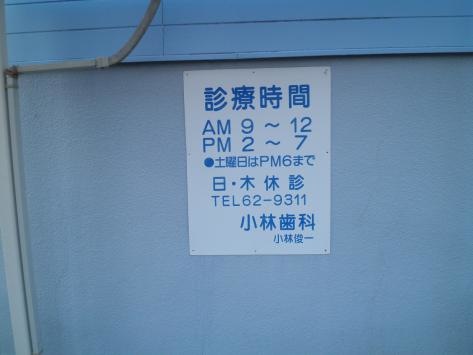 診療時間
AM 9 ～ 12
PM 2 ～ 7
●土曜日はPM6まで
日・木休診
TEL62-9311
小林歯科
小林俊一